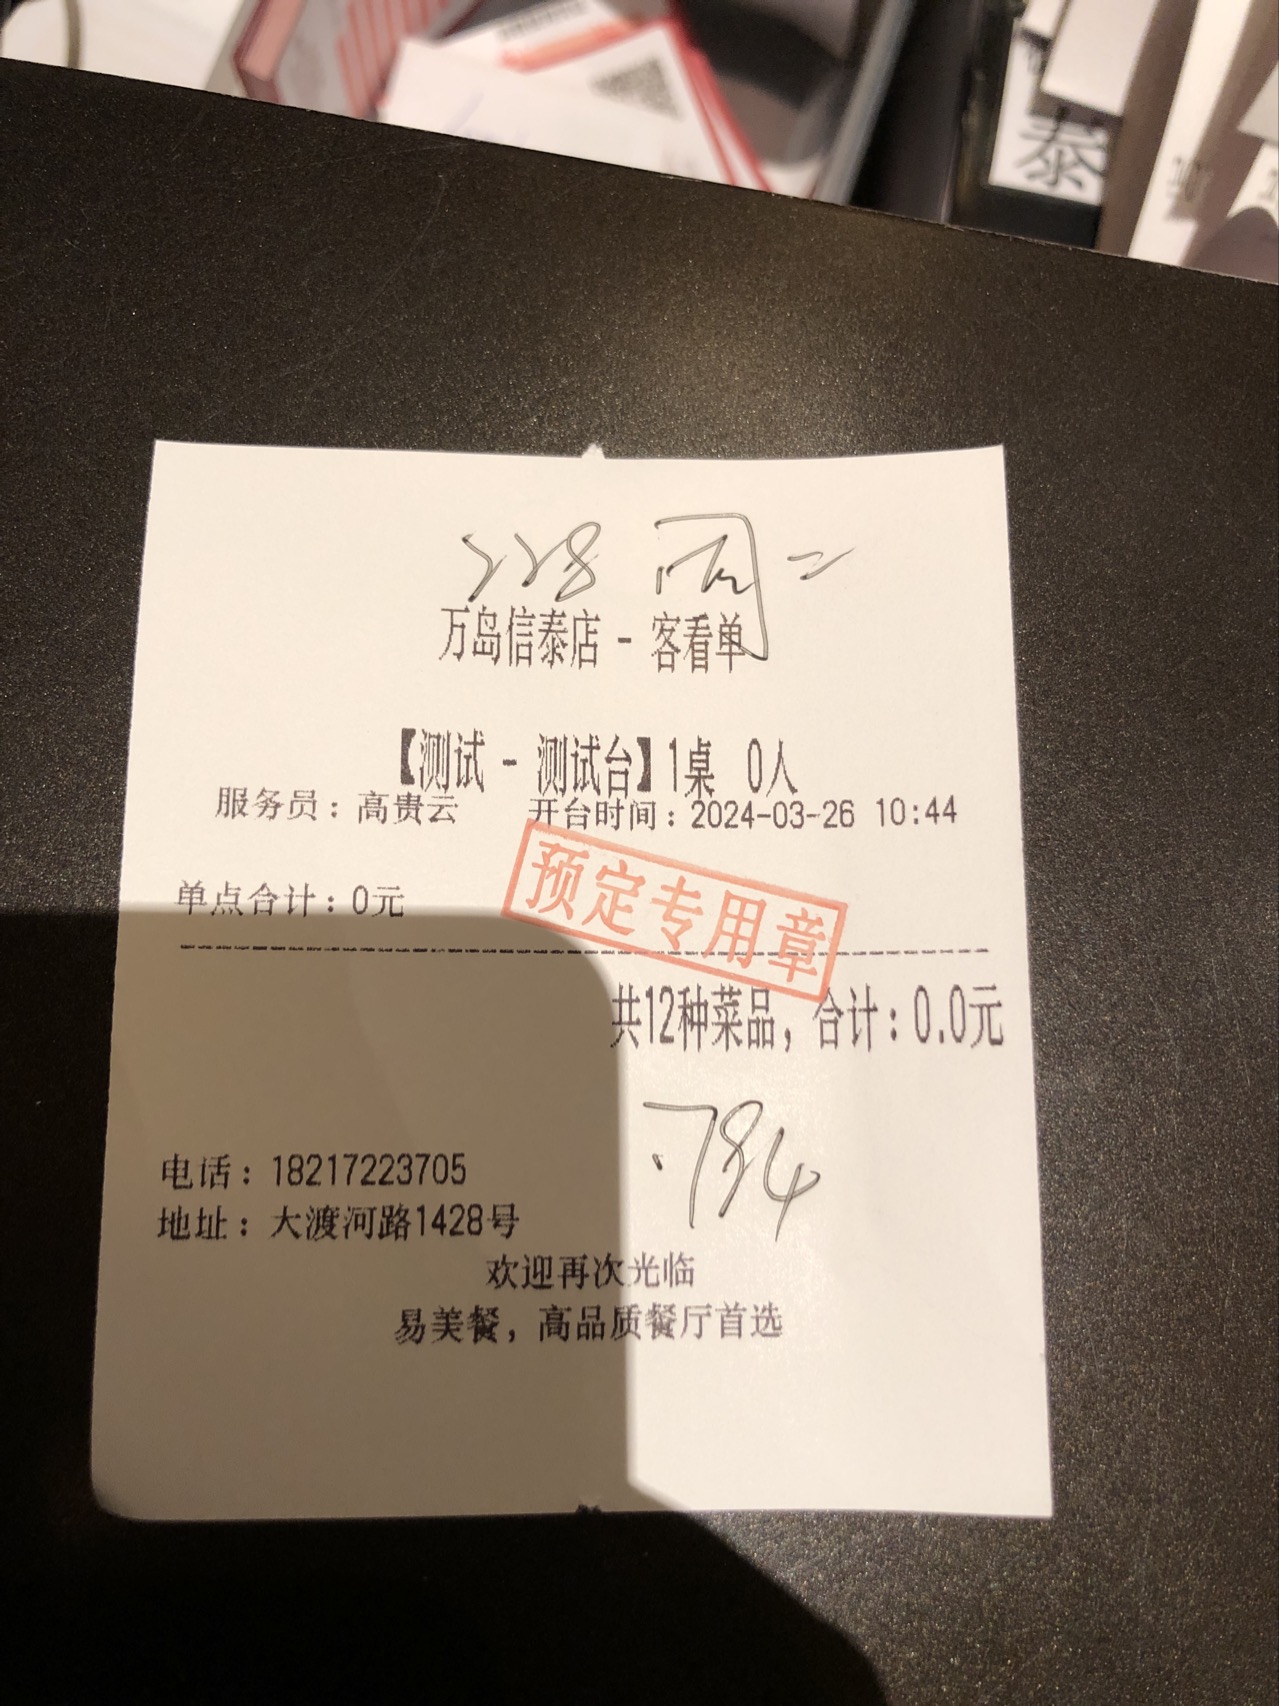 泰
228 周二
万岛信泰店 - 客看单
【测试 - 测试台】1桌 0人
服务员：高贵云 开台时间：2024-03-26 10:44
预定专用章
单点合计：0元
共12种菜品，合计：0.0元
794
电话：18217223705
地址：大渡河路1428号
欢迎再次光临
易美餐，高品质餐厅首选